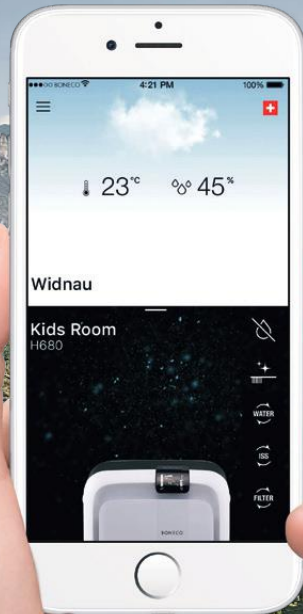 BONECO 4:21 PM 100%
23°C 45%
Widnau
Kids Room
H680
WATER
ISS
FILTER
BONECO